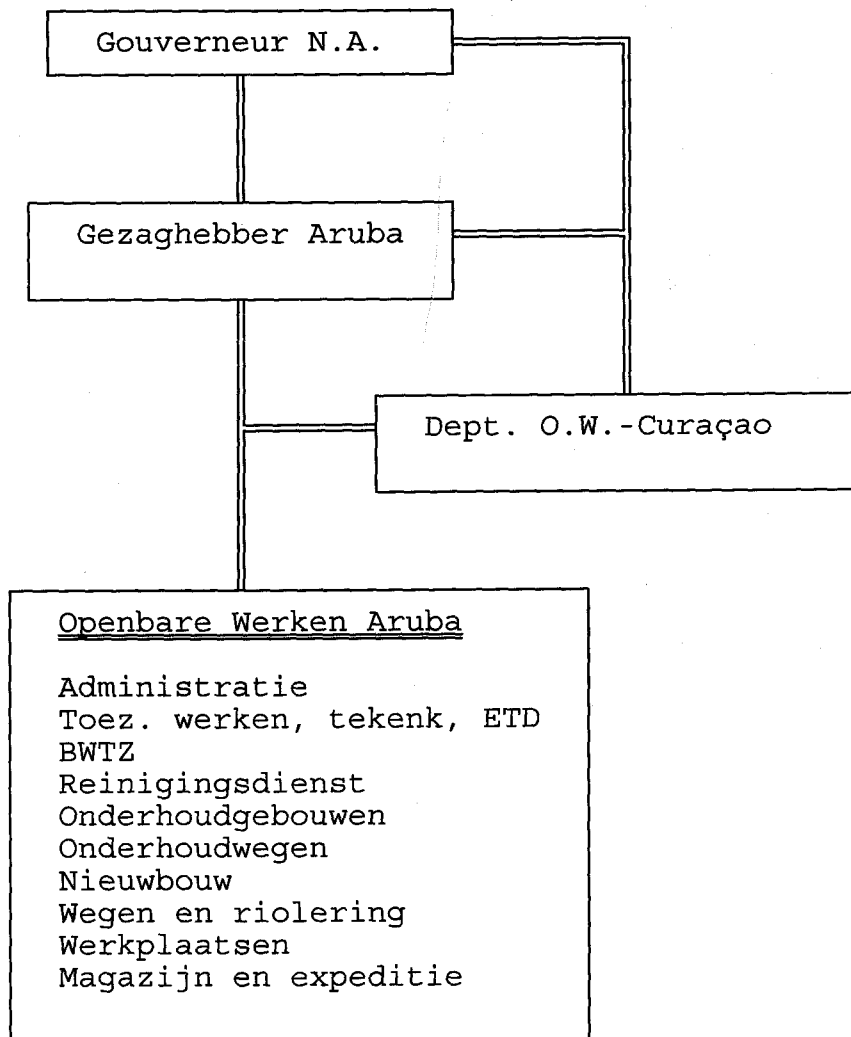 Gouverneur N.A.
Gezaghebber Aruba
Dept. O.W.-Curaçao
Openbare Werken Aruba
Administratie
Toez. werken, tekenk, ETD
BWTZ
Reinigingsdienst
Onderhoudgebouwen
Onderhoudwegen
Nieuwbouw
Wegen en riolering
Werkplaatsen
Magazijn en expeditie